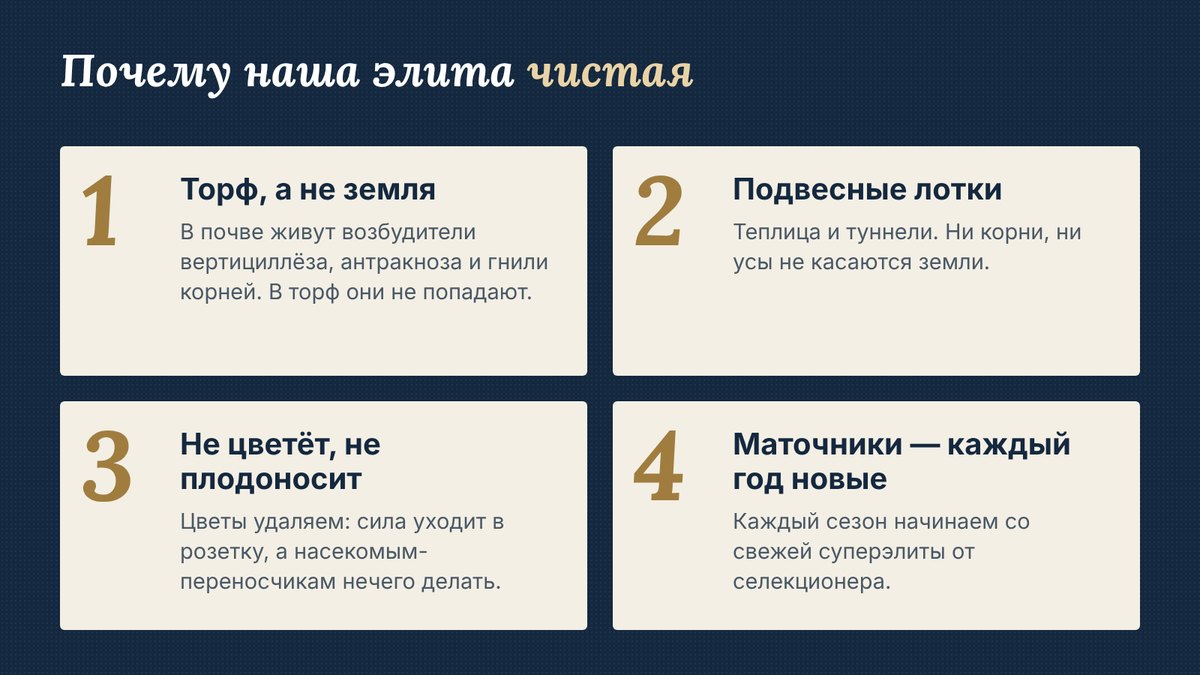 Почему наша элита чистая
1
Торф, а не земля
В почве живут возбудители
вертициллёза, антракноза и гнили
корней. В торф они не попадают.
2
Подвесные лотки
Теплица и туннели. Ни корни, ни
усы не касаются земли.
3
Не цветёт, не
плодоносит
Цветы удаляем: сила уходит в
розетку, а насекомым-
переносчикам нечего делать.
4
Маточники — каждый
год новые
Каждый сезон начинаем со
свежей суперэлиты от
селекционера.